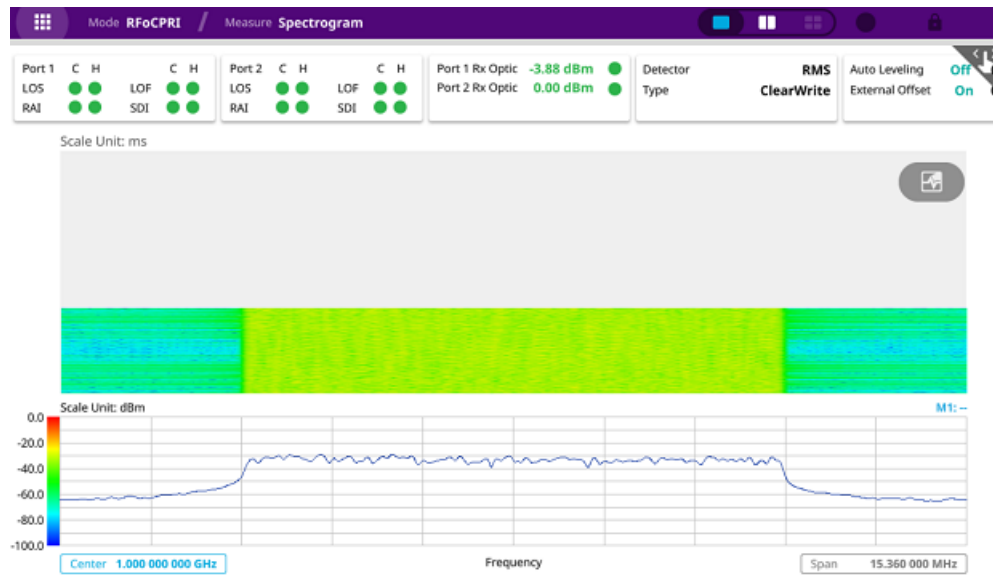 Mode RFoCPRI / Measure Spectrogram
Port 1 C H C H Port 2 C H C H Port 1 Rx Optic -3.88 dBm Detector RMS Auto Leveling Off
LOS LOF LOS LOF Port 2 Rx Optic 0.00 dBm Type ClearWrite External Offset On
RAI SDI RAI SDI
Scale Unit: ms
Scale Unit: dBm M1: --
0.0
-20.0
-40.0
-60.0
-80.0
-100.0
Center 1.000 000 000 GHz Frequency Span 15.360 000 MHz